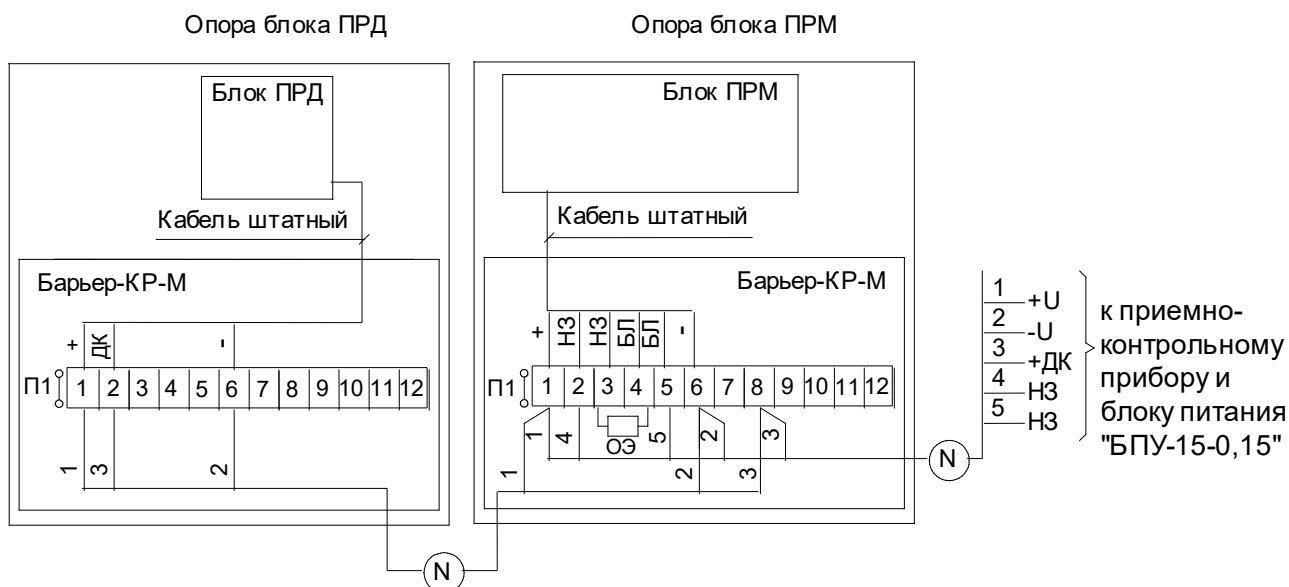 Опора блока ПРД
Опора блока ПРМ
Блок ПРД
Блок ПРМ
Кабель штатный
Кабель штатный
Барьер-КР-М
Барьер-КР-М
+ ДК -
+ НЗ НЗ БЛ БЛ -
П1 1 2 3 4 5 6 7 8 9 10 11 12
П1 1 2 3 4 5 6 7 8 9 10 11 12
1 3 2
1 4 5 2 3
ОЭ
1 2 3
N
N
1 +U
2 -U
3 +ДК
4 НЗ
5 НЗ
к приемно-
контрольному
прибору и
блоку питания
"БПУ-15-0,15"